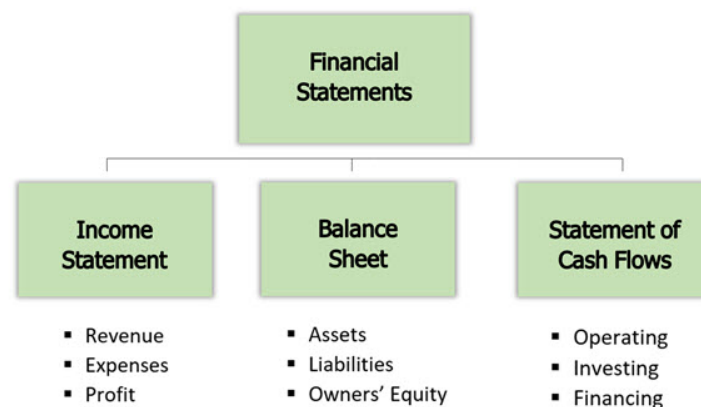 Financial
Statements
Income
Statement
▪ Revenue
▪ Expenses
▪ Profit
Balance
Sheet
▪ Assets
▪ Liabilities
▪ Owners' Equity
Statement of
Cash Flows
▪ Operating
▪ Investing
▪ Financing